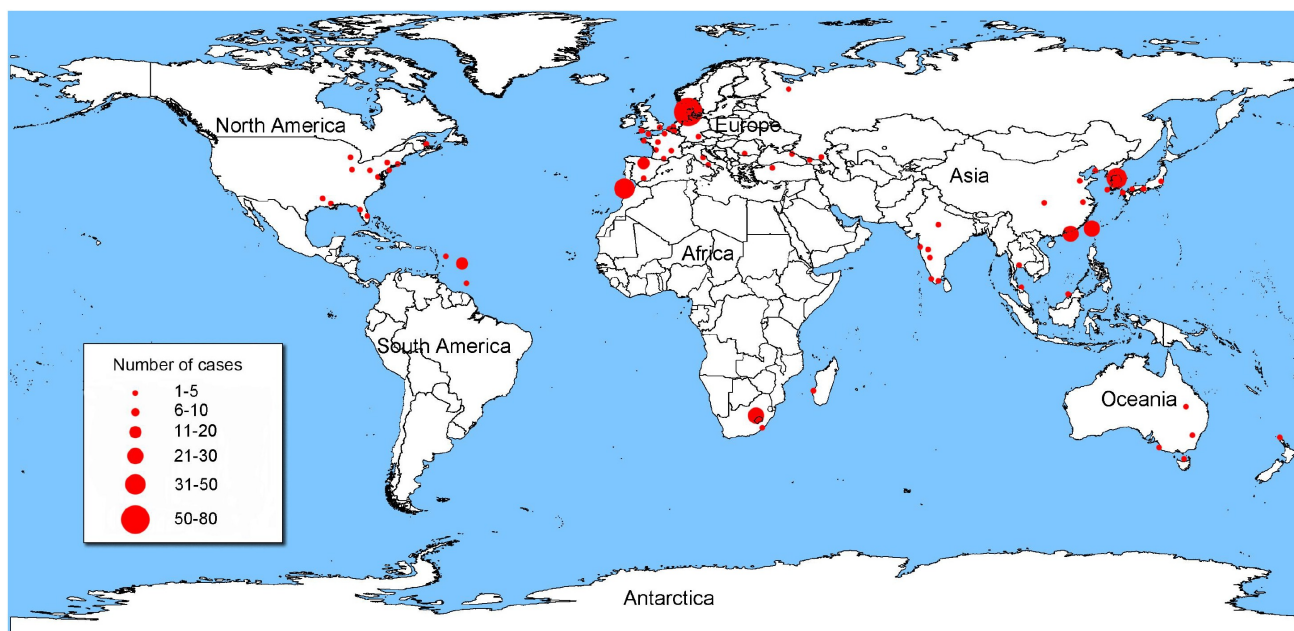 North America
Europe
Asia
Africa
South America
Oceania
Antarctica
Number of cases
1-5
6-10
11-20
21-30
31-50
50-80